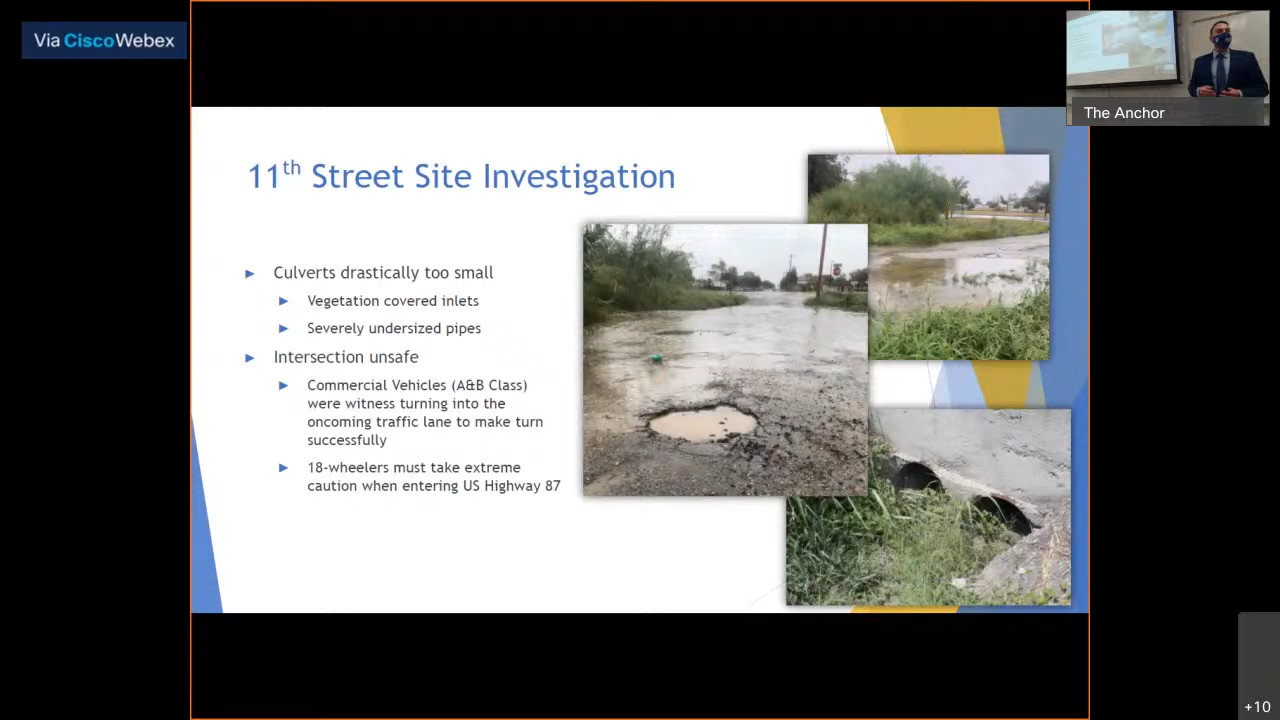 Via Cisco Webex
The Anchor
11th Street Site Investigation
Culverts drastically too small
Vegetation covered inlets
Severely undersized pipes
Intersection unsafe
Commercial Vehicles (A&B Class)
were witness turning into the
oncoming traffic lane to make turn
successfully
18-wheelers must take extreme
caution when entering US Highway 87
+10